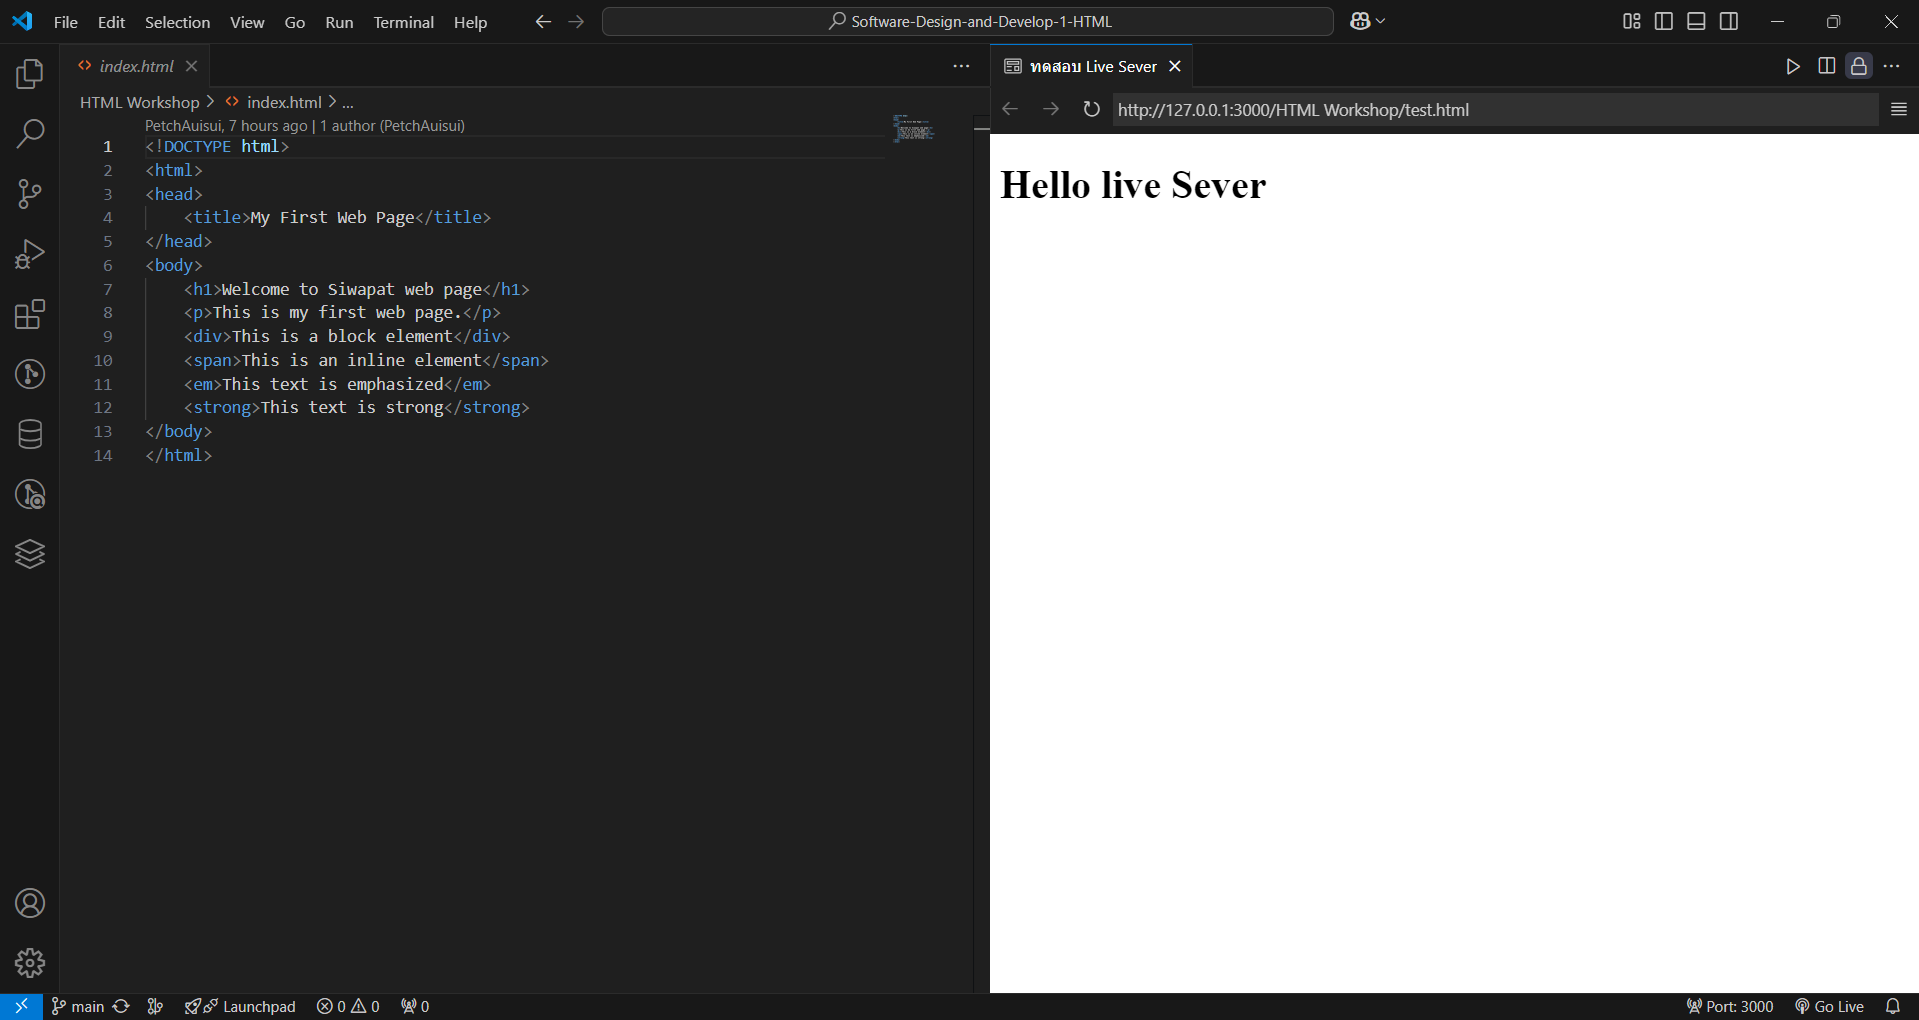 File Edit Selection View Go Run Terminal Help
Software-Design-and-Develop-1-HTML
index.html
ทดสอบ Live Sever
HTML Workshop > index.html > ...
http://127.0.0.1:3000/HTML Workshop/test.html
PetchAuisui, 7 hours ago | 1 author (PetchAuisui)
1 <!DOCTYPE html>
2 <html>
3 <head>
4 <title>My First Web Page</title>
5 </head>
6 <body>
7 <h1>Welcome to Siwapat web page</h1>
8 <p>This is my first web page.</p>
9 <div>This is a block element</div>
10 <span>This is an inline element</span>
11 <em>This text is emphasized</em>
12 <strong>This text is strong</strong>
13 </body>
14 </html>
Hello live Sever
main Launchpad 0 0 0
Port: 3000 Go Live